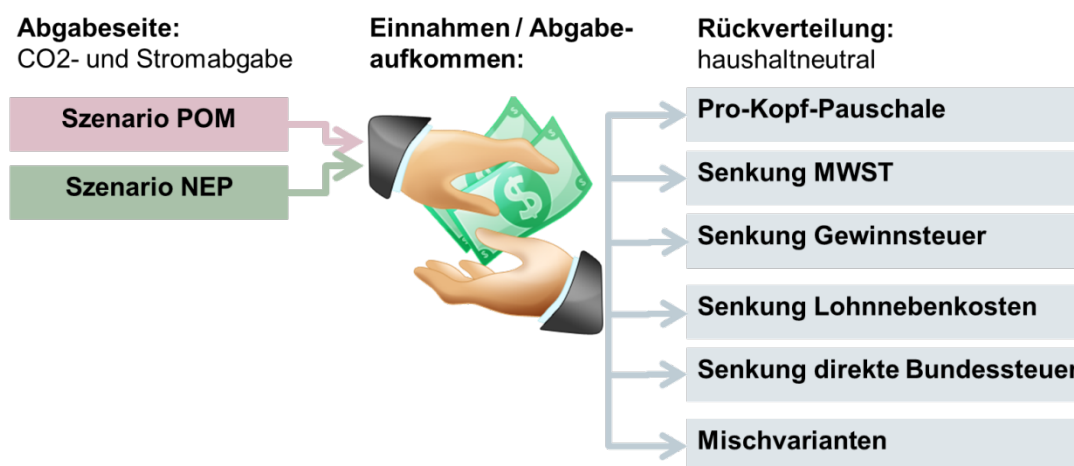 Abgabeseite:
CO2- und Stromabgabe
Szenario POM
Szenario NEP
Einnahmen / Abgabe-
aufkommen:
$
Rückverteilung:
haushaltneutral
Pro-Kopf-Pauschale
Senkung MWST
Senkung Gewinnsteuer
Senkung Lohnnebenkosten
Senkung direkte Bundessteuer
Mischvarianten